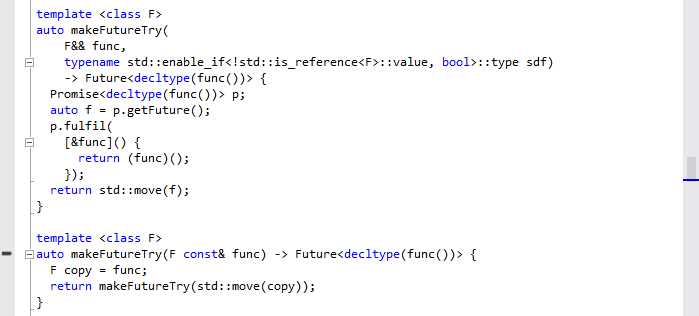 template <class F>
auto makeFutureTry(
    F&& func,
    typename std::enable_if<!std::is_reference<F>::value, bool>::type sdf)
    -> Future<decltype(func())> {
  Promise<decltype(func())> p;
  auto f = p.getFuture();
  p.fulfil(
    [&func]() {
      return (func)();
    });
  return std::move(f);
}

template <class F>
auto makeFutureTry(F const& func) -> Future<decltype(func())> {
  F copy = func;
  return makeFutureTry(std::move(copy));
}